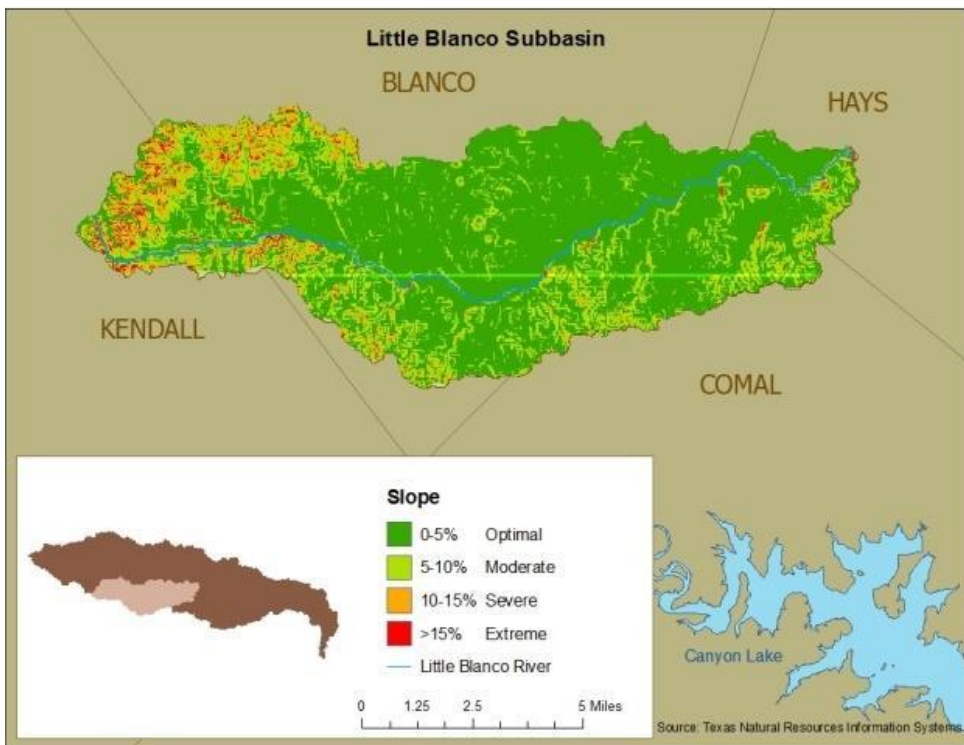 Little Blanco Subbasin
BLANCO
HAYS
KENDALL
COMAL
Slope
0-5% Optimal
5-10% Moderate
10-15% Severe
>15% Extreme
Little Blanco River
0 1.25 2.5 5 Miles
Canyon Lake
Source: Texas Natural Resources Information Systems